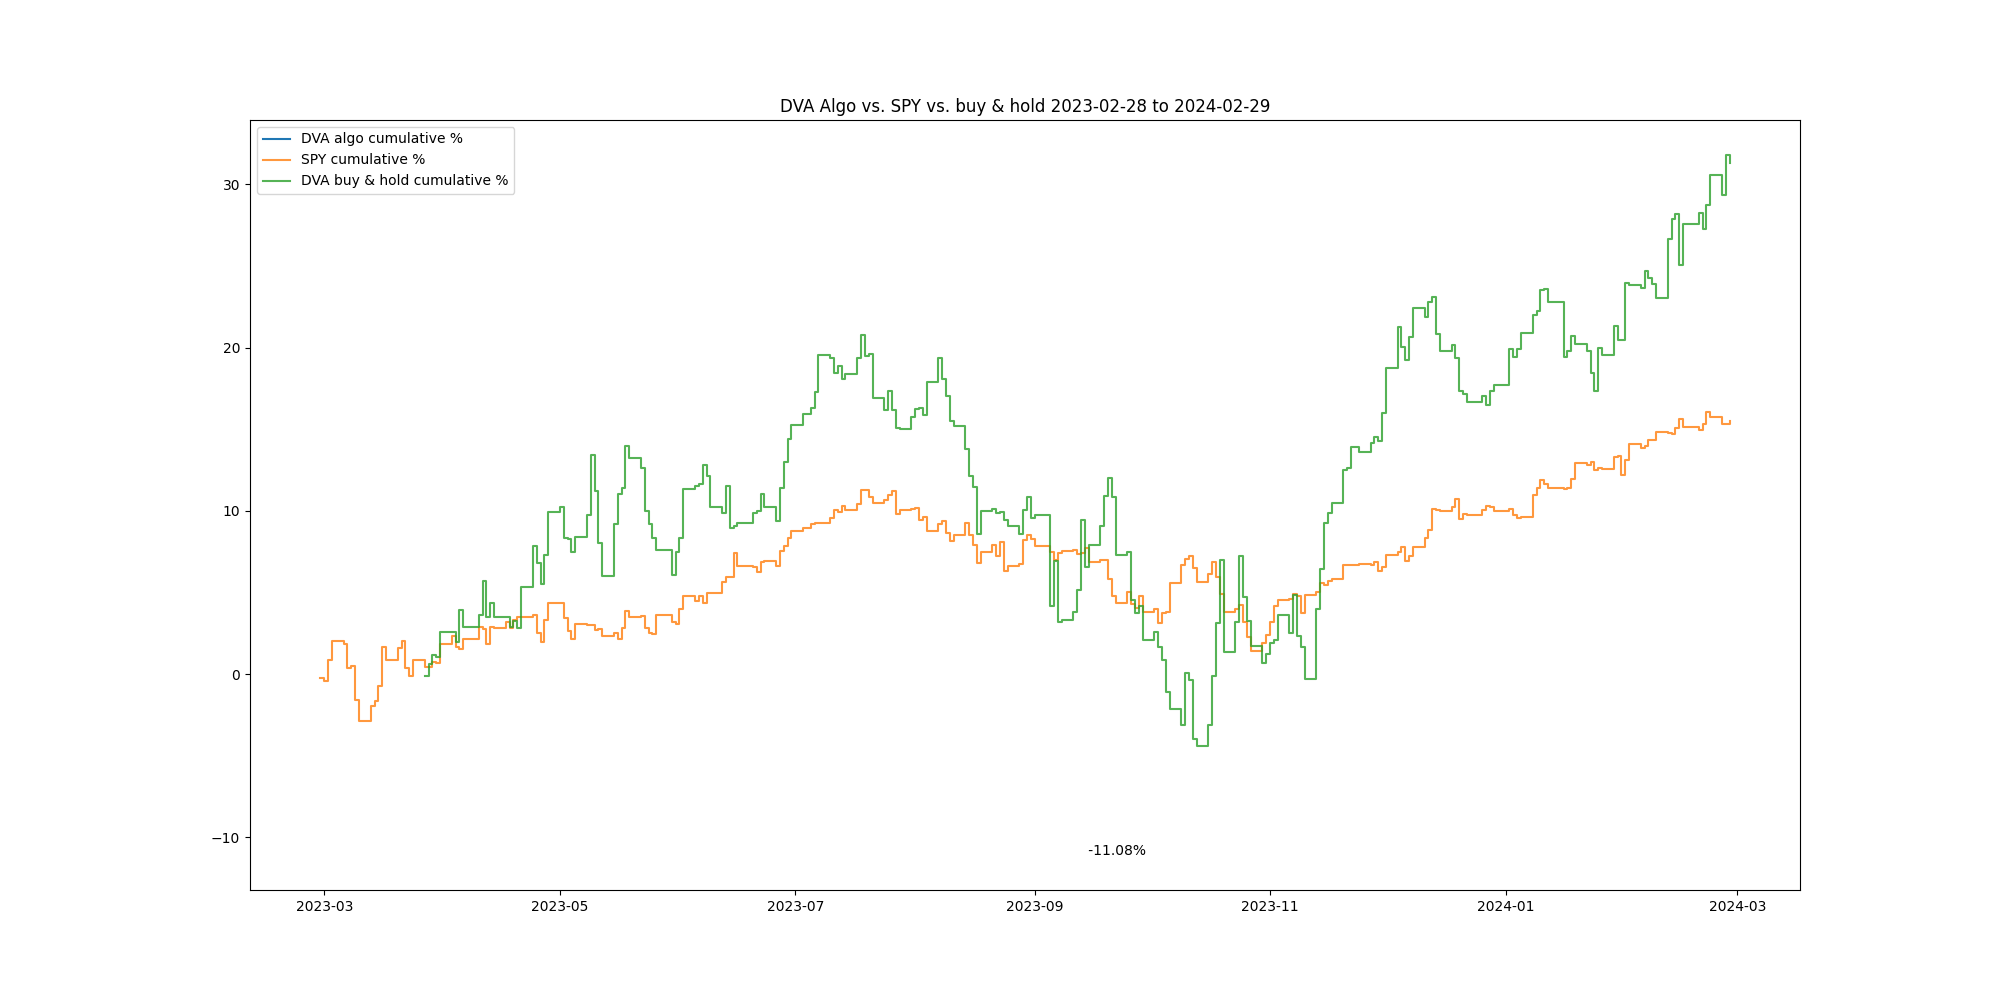 DVA Algo vs. SPY vs. buy & hold 2023-02-28 to 2024-02-29
DVA algo cumulative %
SPY cumulative %
DVA buy & hold cumulative %
30
20
10
0
−10
-11.08%
2023-03 2023-05 2023-07 2023-09 2023-11 2024-01 2024-03